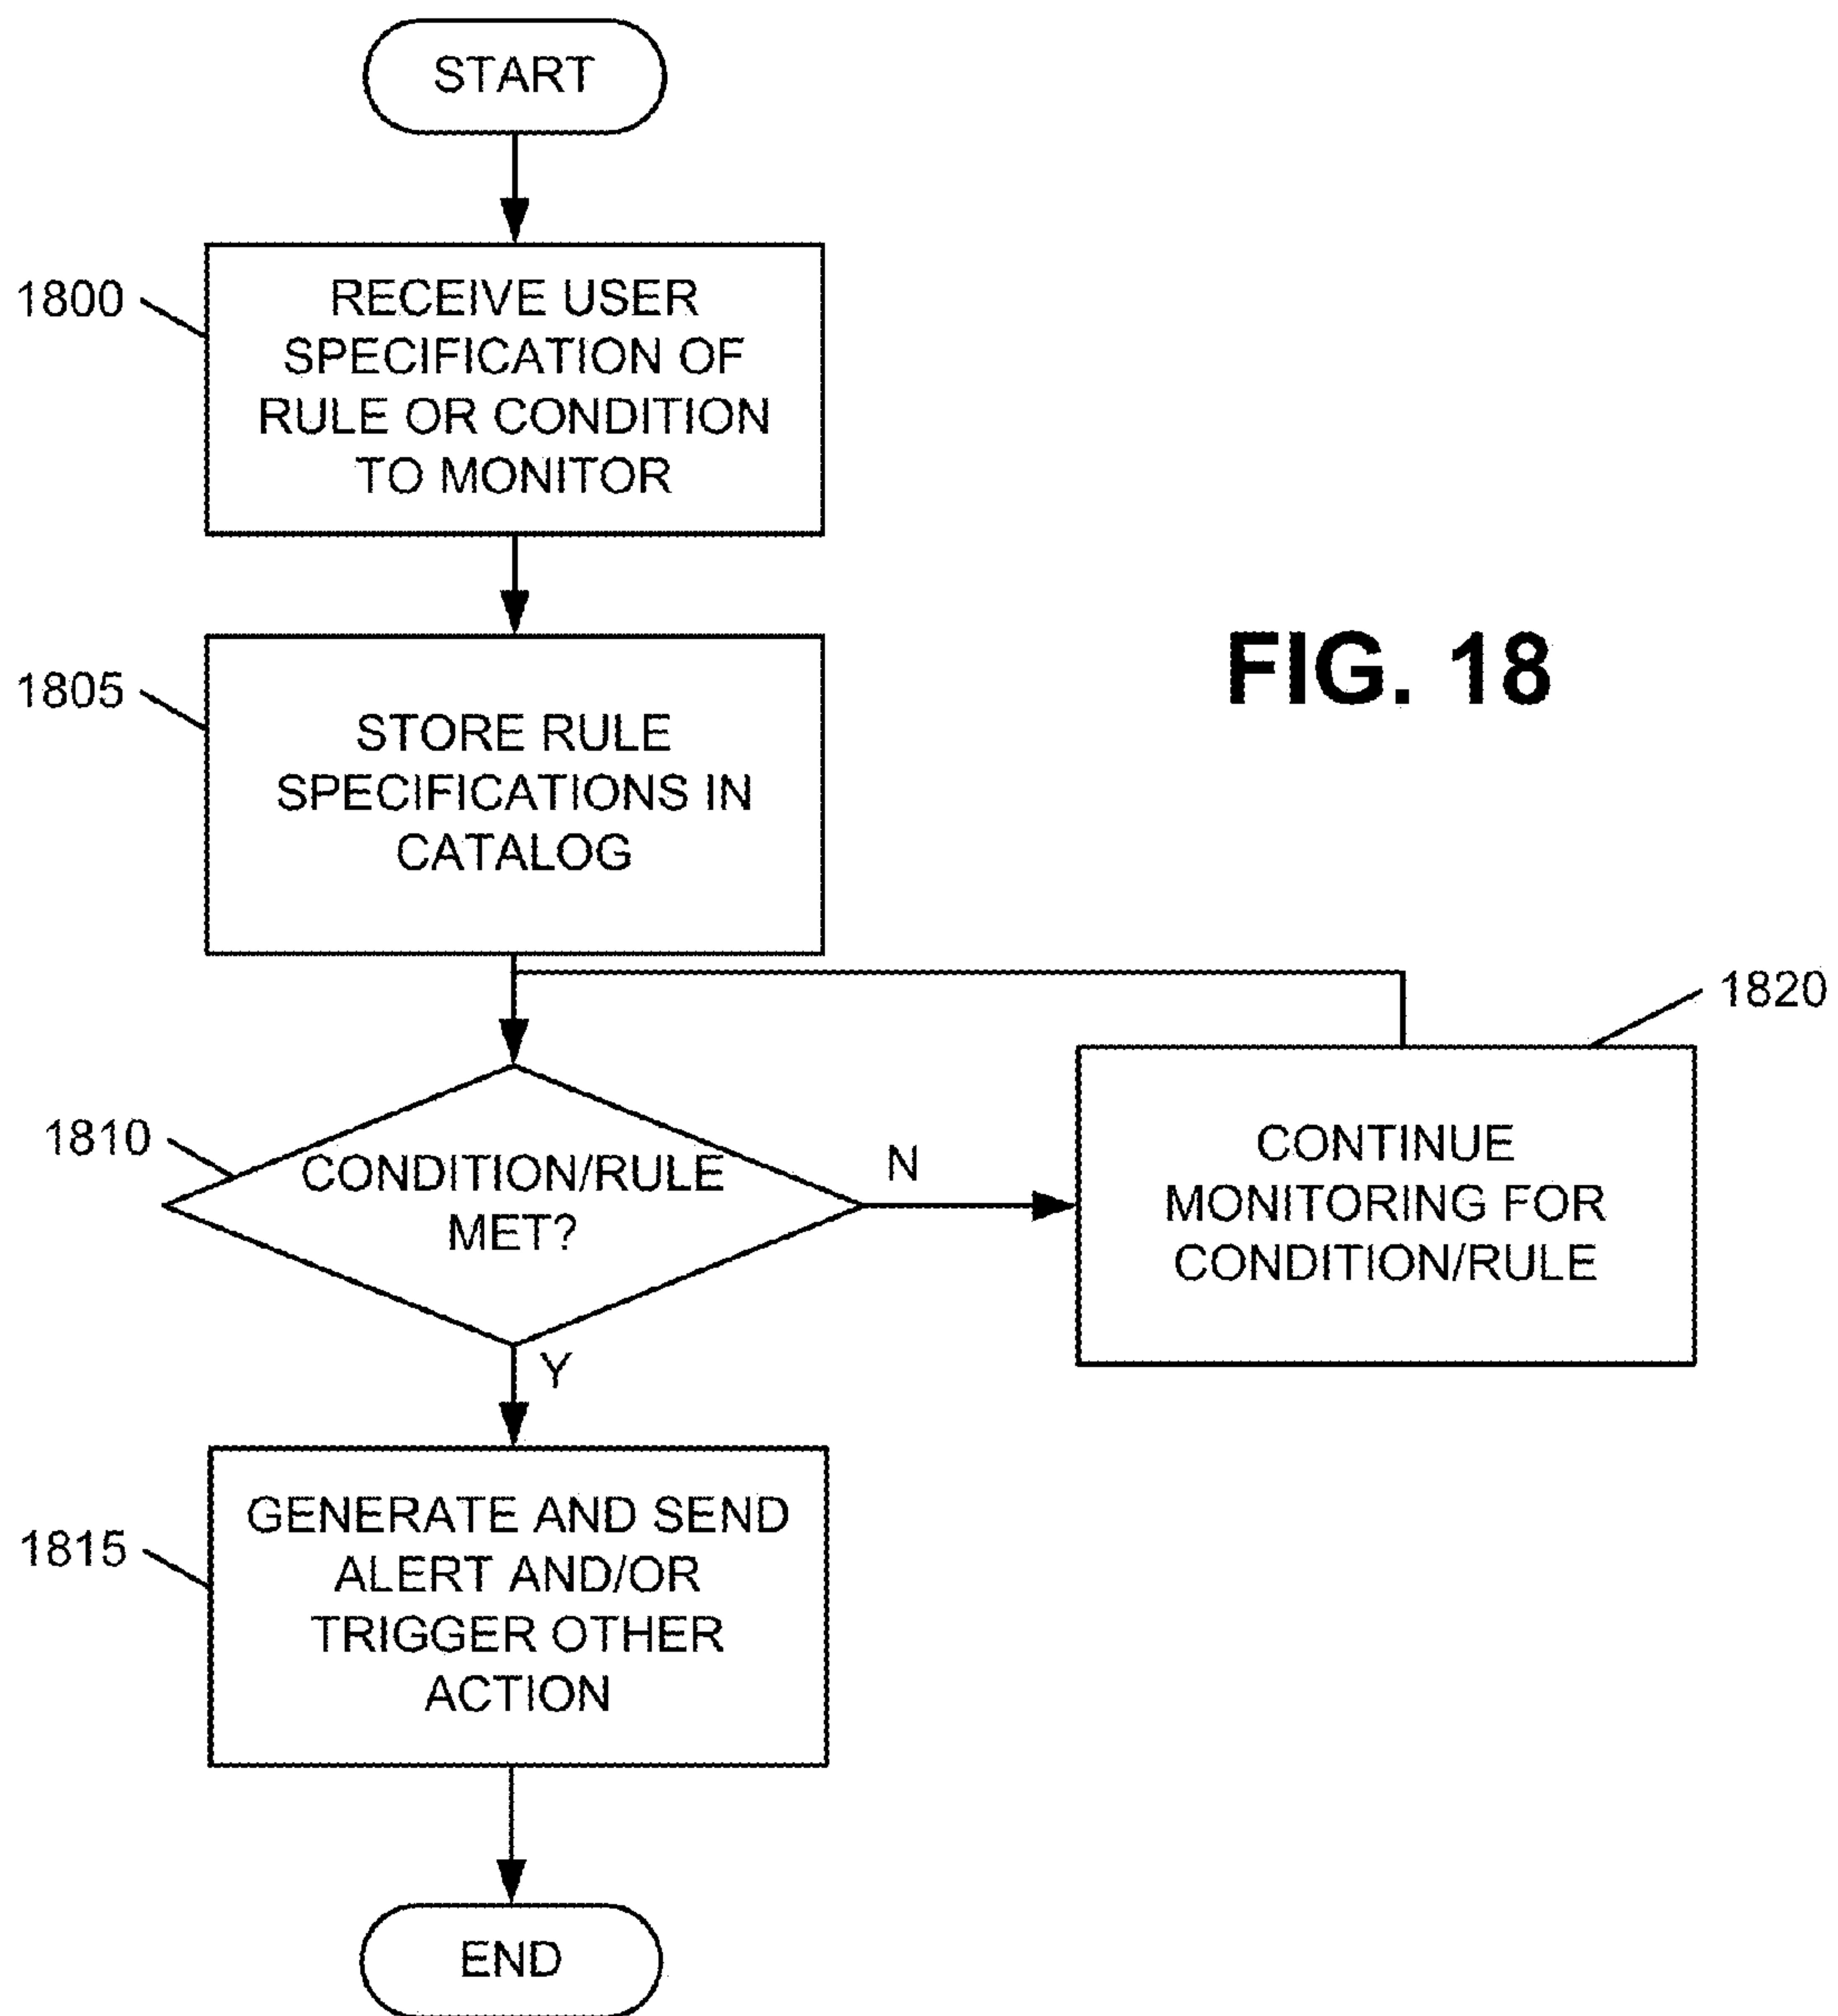 START
1800
RECEIVE USER
SPECIFICATION OF
RULE OR CONDITION
TO MONITOR
FIG. 18
1805
STORE RULE
SPECIFICATIONS IN
CATALOG
1820
1810
CONDITION/RULE
MET?
N
CONTINUE
MONITORING FOR
CONDITION/RULE
Y
1815
GENERATE AND SEND
ALERT AND/OR
TRIGGER OTHER
ACTION
END